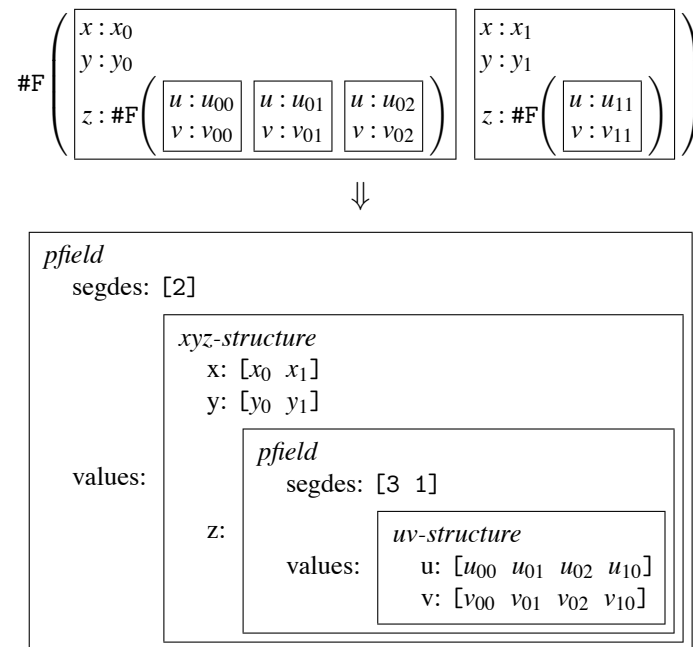 #F ( x : x0 x : x1 )
y : y0 y : y1
z : #F ( u : u00 u : u01 u : u02 ) z : #F ( u : u11 )
v : v00 v : v01 v : v02 v : v11
⇓
pfield
segdes: [2]
xyz-structure
x: [x0 x1]
y: [y0 y1]
values:
pfield
segdes: [3 1]
z:
uv-structure
values: u: [u00 u01 u02 u10]
v: [v00 v01 v02 v10]